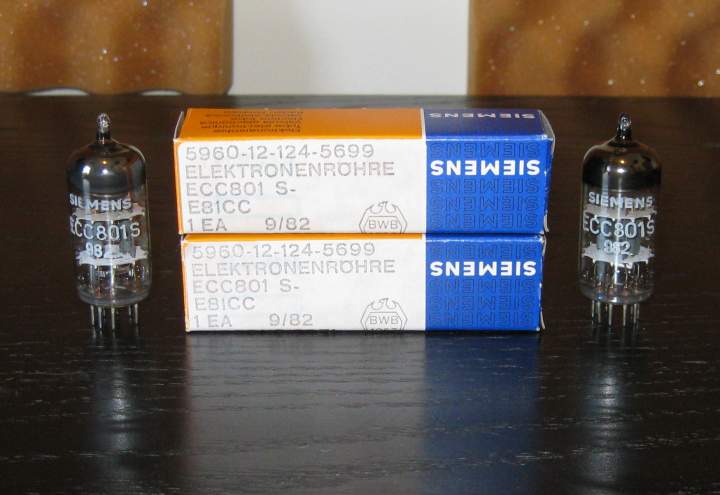 SIEMENS
ECC801S
982
Elektronenröhre
5960-12-124-5699
ELEKTRONENRÖHRE
ECC801 S-
E81CC
1 EA 9/82
BWB
SIEMENS
5960-12-124-5699
ELEKTRONENRÖHRE
ECC801 S-
E81CC
1 EA 9/82
BWB
SIEMENS
SIEMENS
ECC801S
982